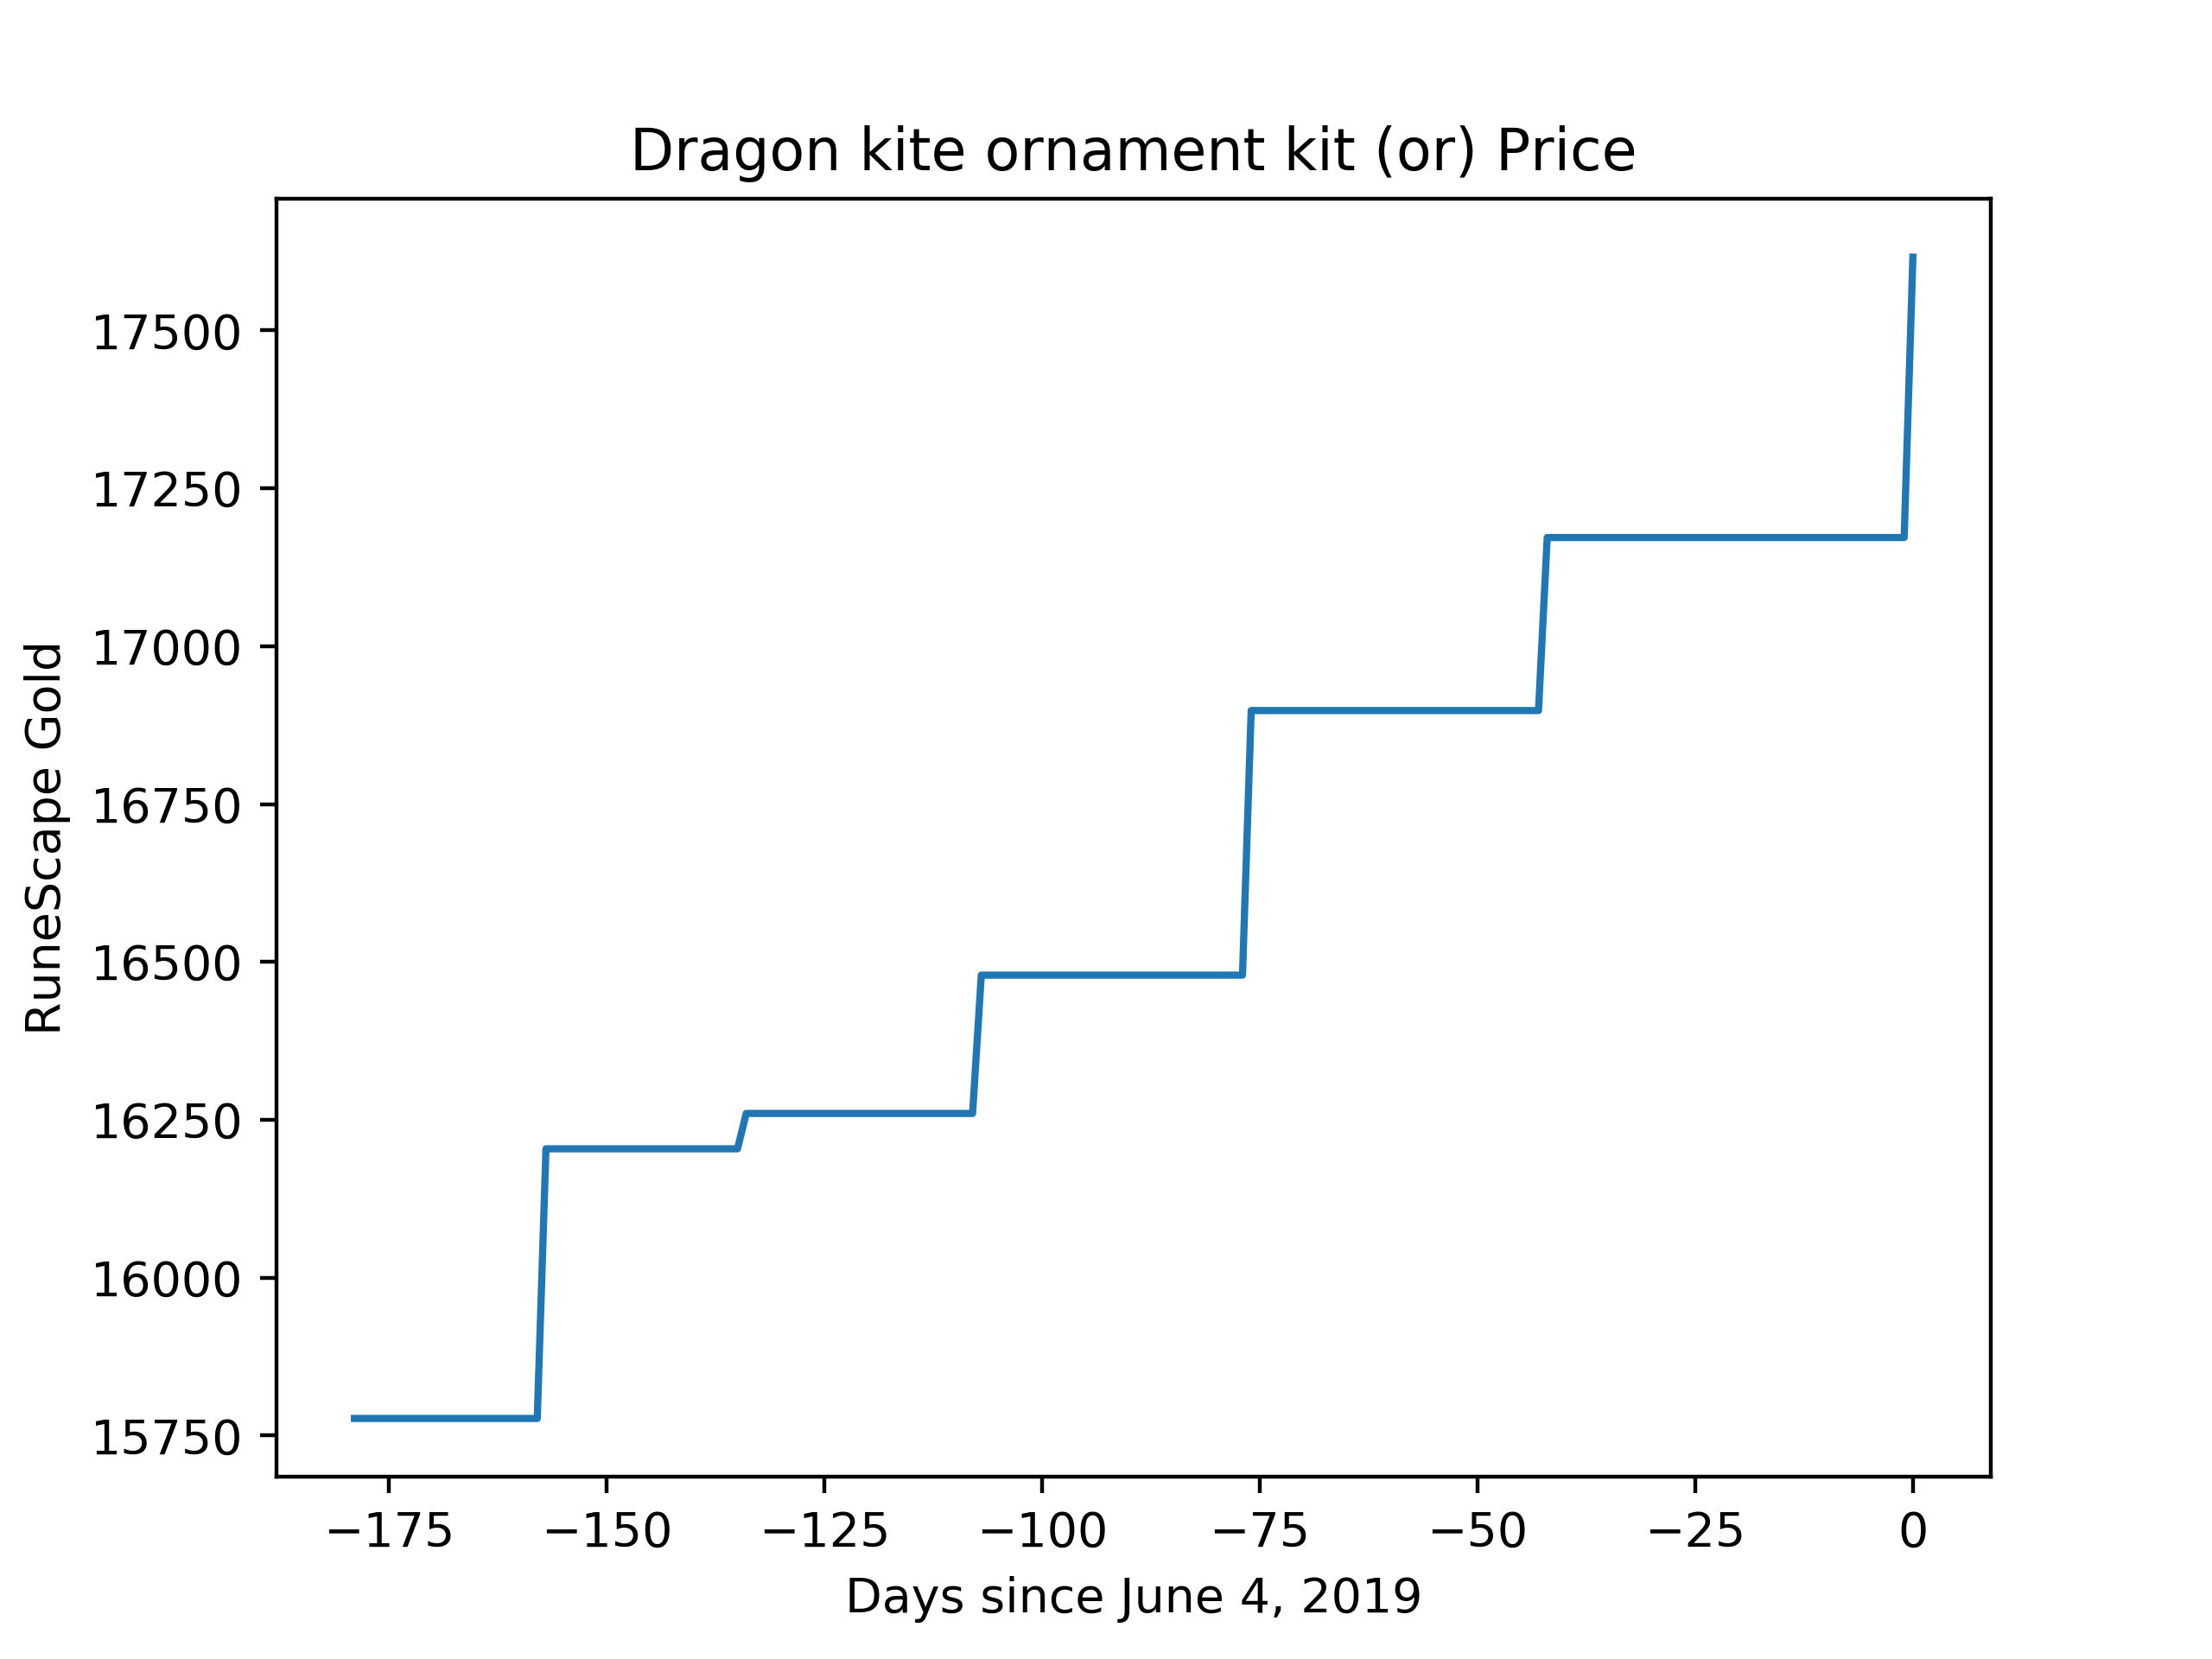 Dragon kite ornament kit (or) Price
RuneScape Gold
17500
17250
17000
16750
16500
16250
16000
15750
−175 −150 −125 −100 −75 −50 −25 0
Days since June 4, 2019